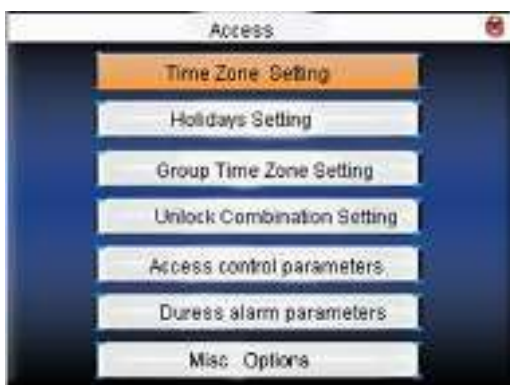 Access
Time Zone Setting
Holidays Setting
Group Time Zone Setting
Unlock Combination Setting
Access control parameters
Duress alarm parameters
Misc Options